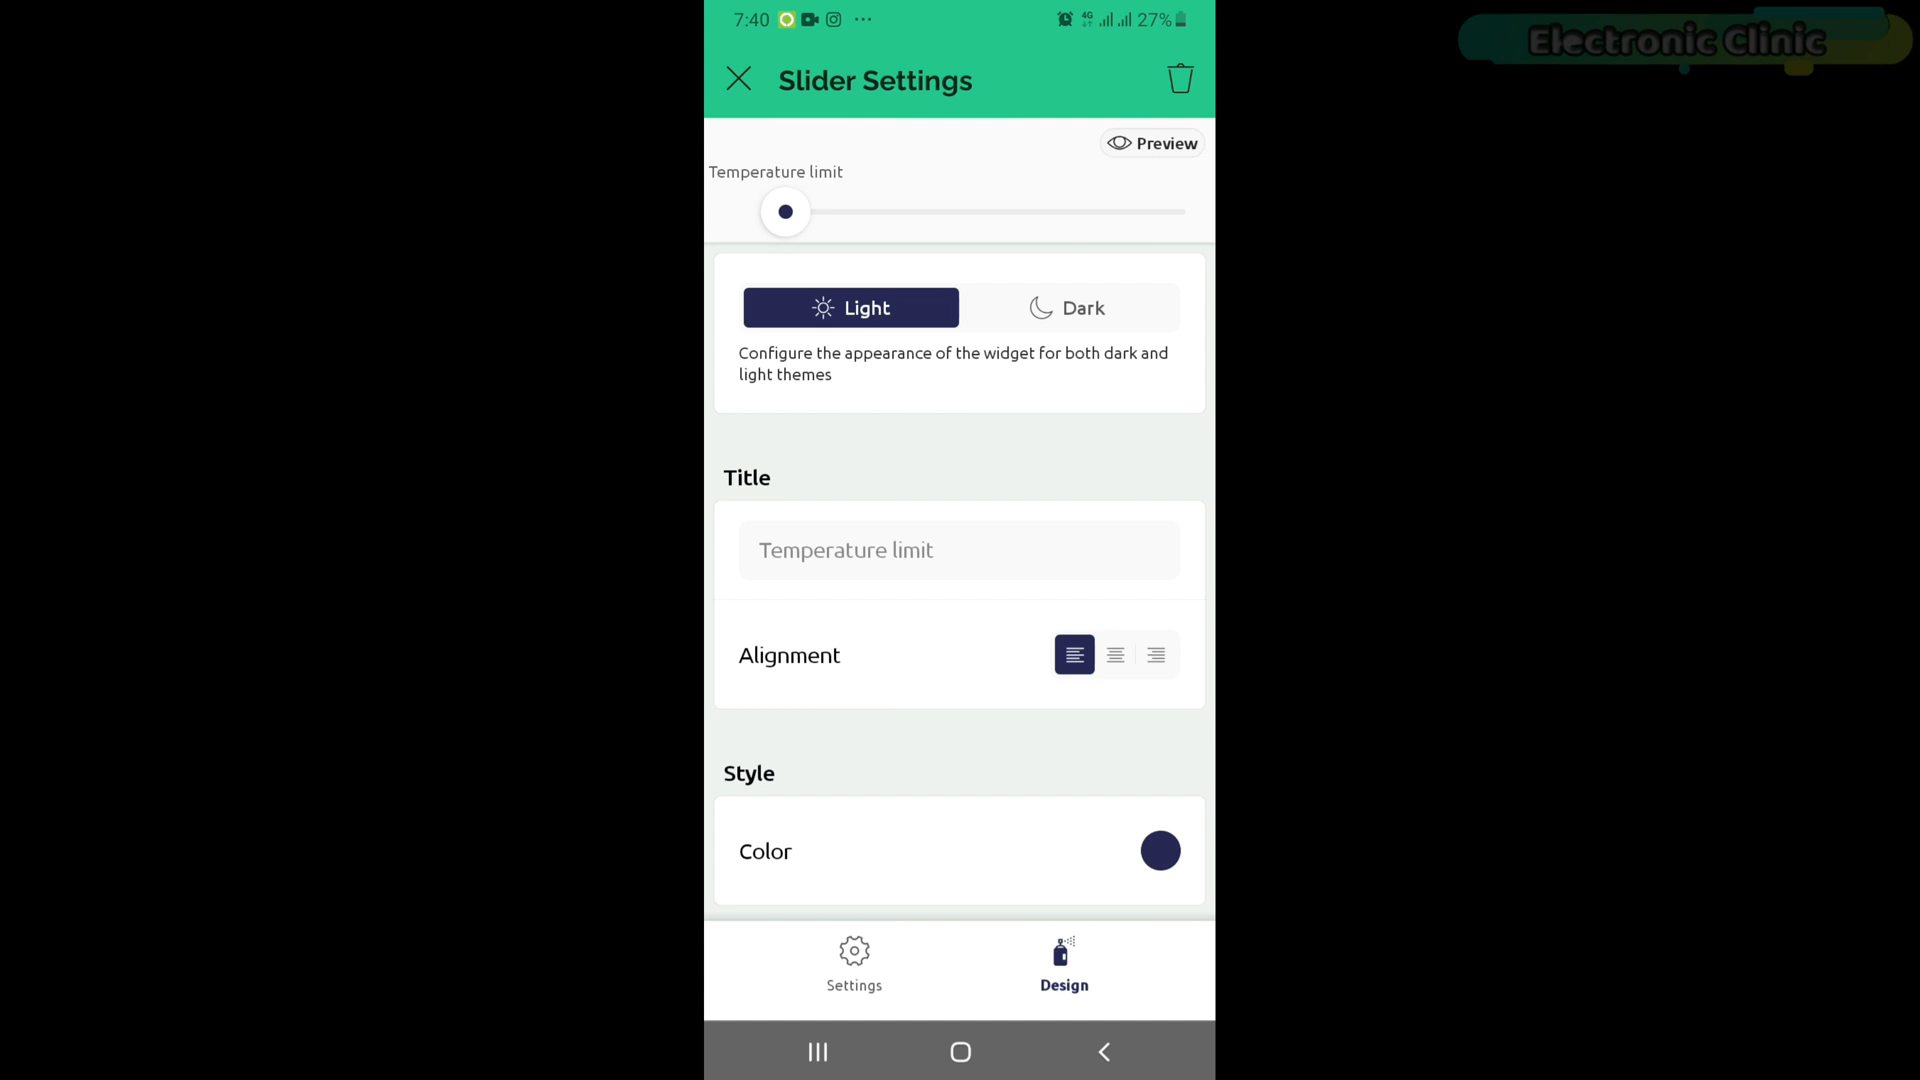 7:40 4G 27%
Electronic Clinic
Slider Settings
Preview
Temperature limit
Light Dark
Configure the appearance of the widget for both dark and
light themes
Title
Temperature limit
Alignment
Style
Color
Settings Design